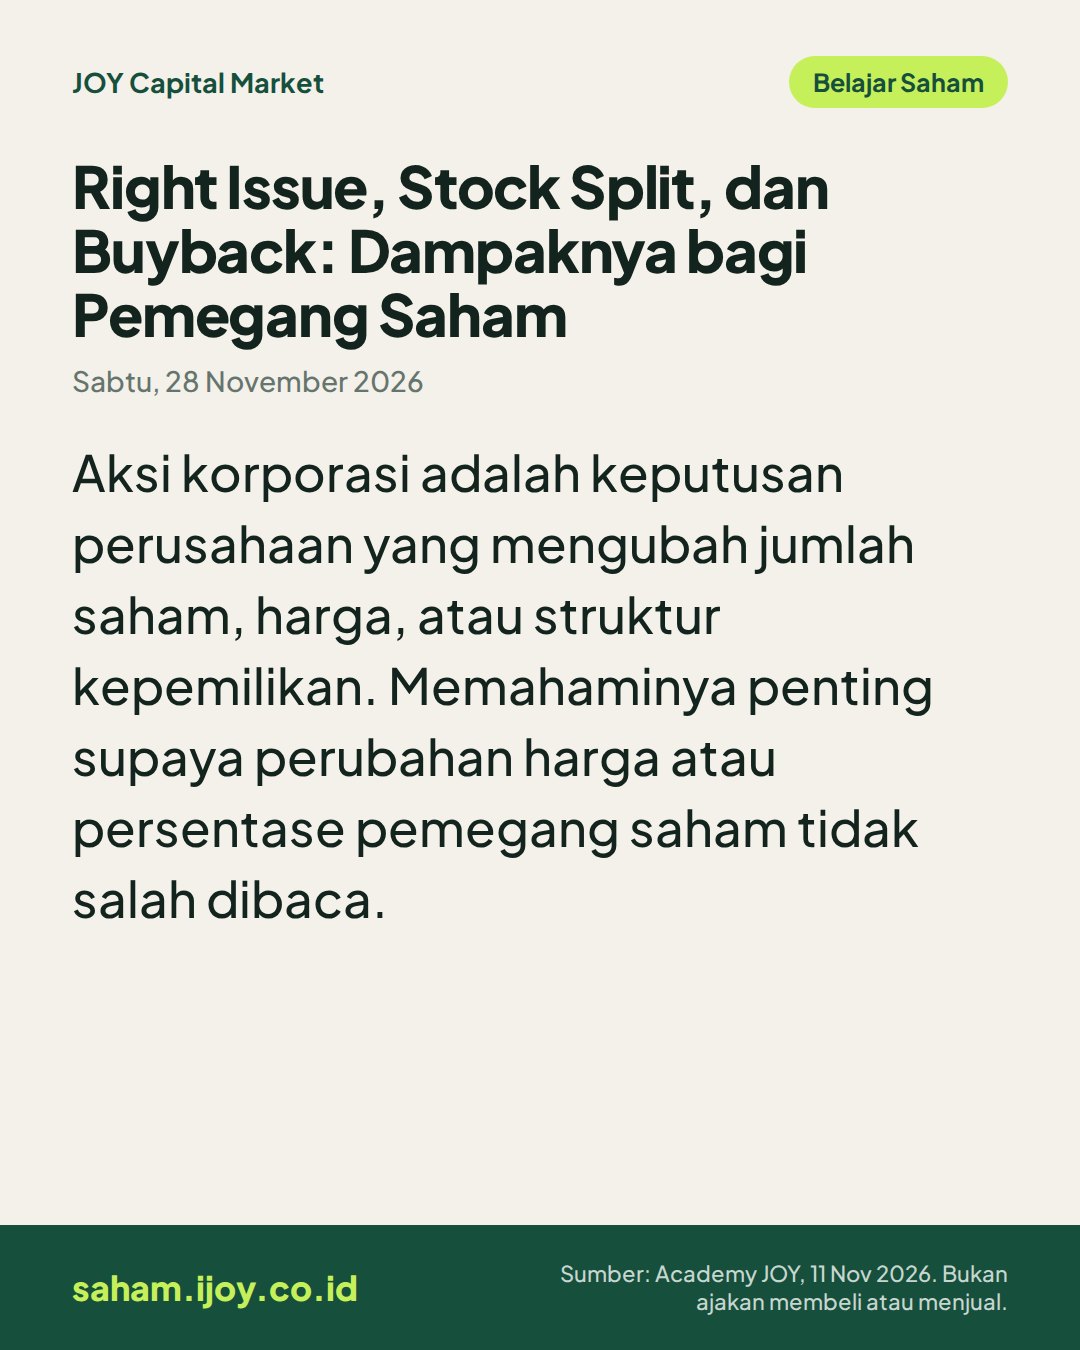 JOY Capital Market
Belajar Saham
Right Issue, Stock Split, dan
Buyback: Dampaknya bagi
Pemegang Saham
Sabtu, 28 November 2026
Aksi korporasi adalah keputusan
perusahaan yang mengubah jumlah
saham, harga, atau struktur
kepemilikan. Memahaminya penting
supaya perubahan harga atau
persentase pemegang saham tidak
salah dibaca.
saham.ijoy.co.id
Sumber: Academy JOY, 11 Nov 2026. Bukan
ajakan membeli atau menjual.